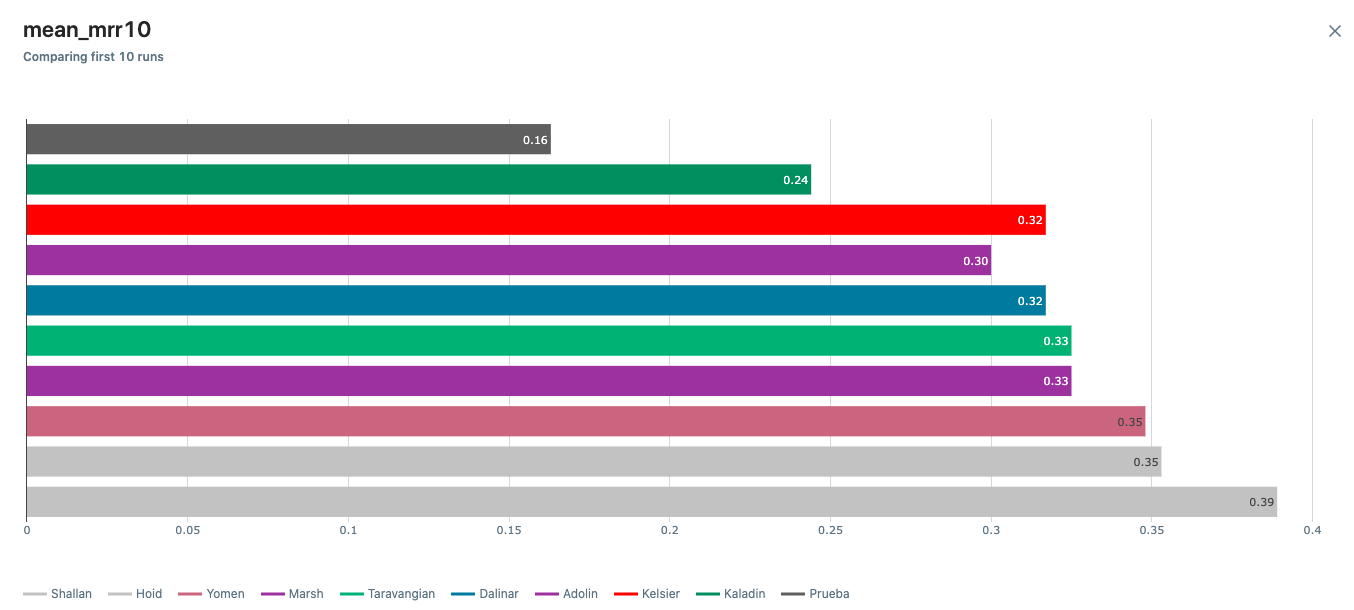 mean_mrr10
Comparing first 10 runs
0.16
0.24
0.32
0.30
0.32
0.33
0.33
0.35
0.35
0.39
0 0.05 0.1 0.15 0.2 0.25 0.3 0.35 0.4
Shallan Hoid Yomen Marsh Taravangian Dalinar Adolin Kelsier Kaladin Prueba